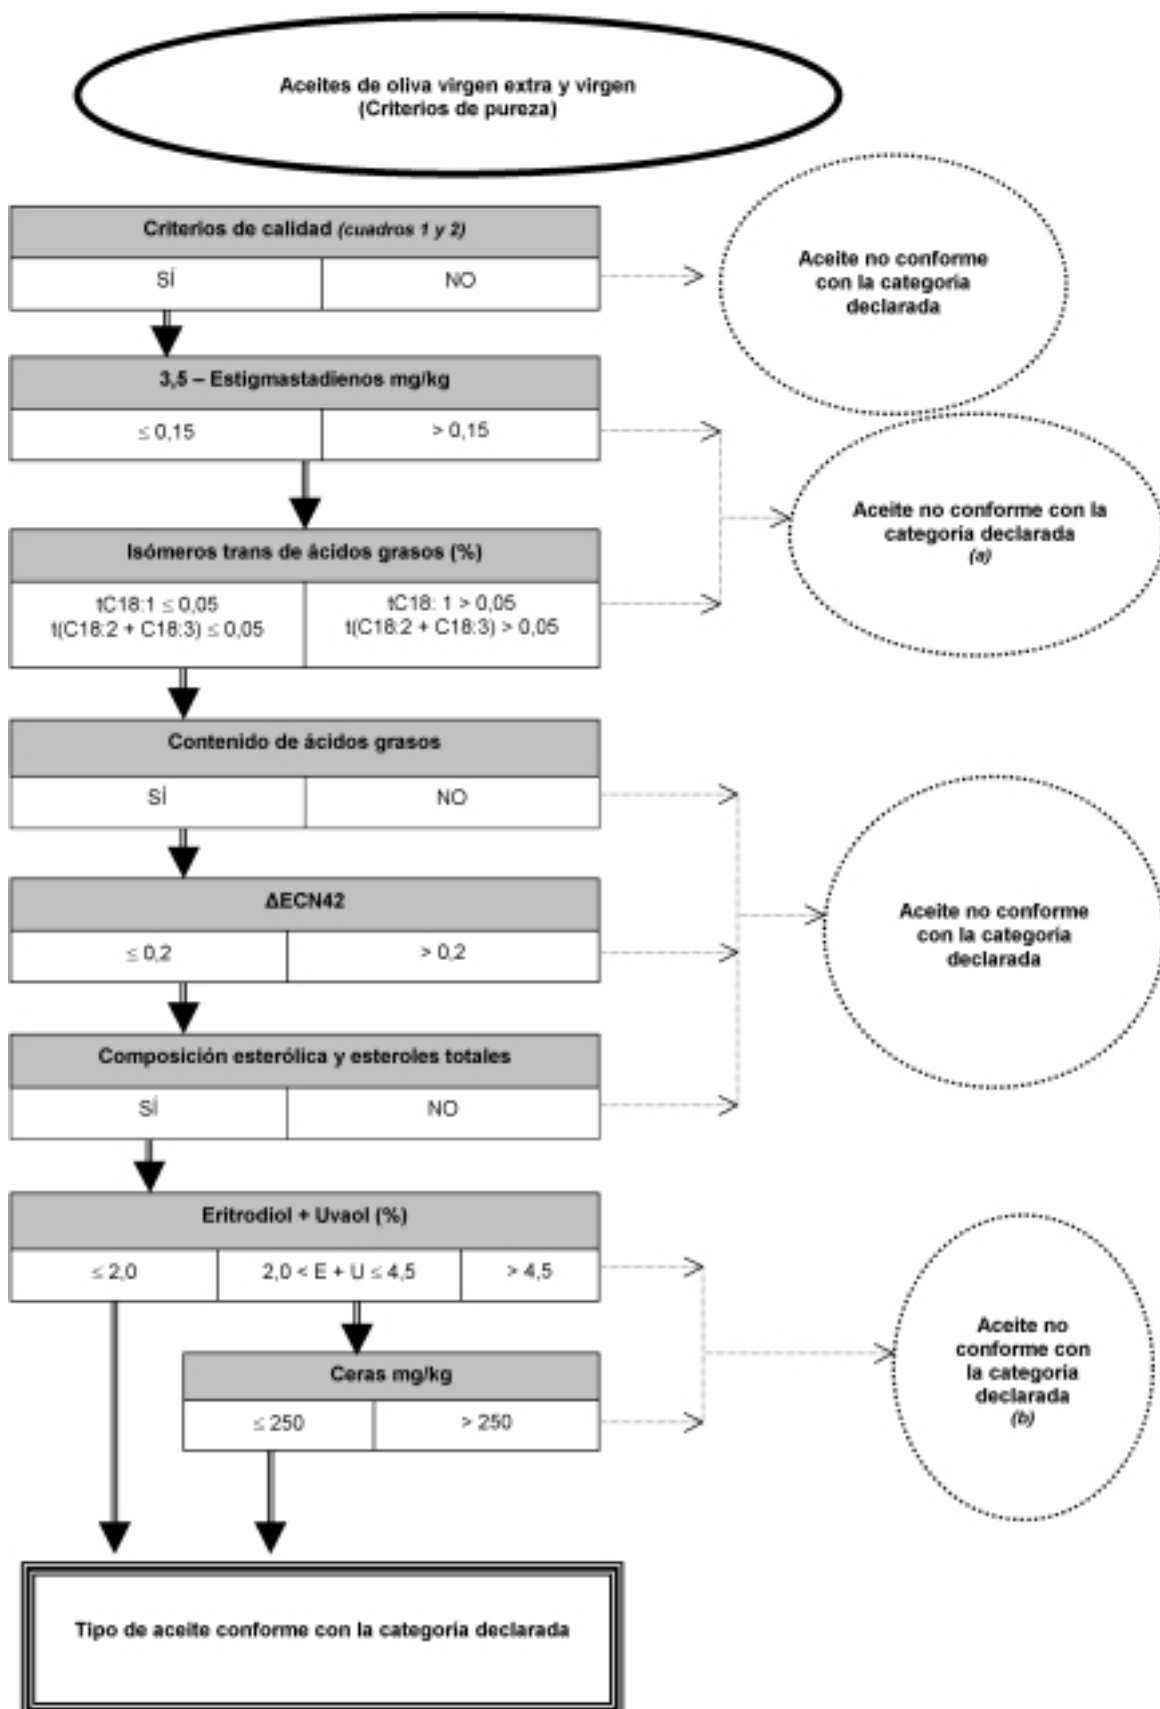 Aceites de oliva virgen extra y virgen
(Criterios de pureza)
Criterios de calidad (cuadros 1 y 2)
SÍ NO
Aceite no conforme
con la categoría
declarada
3,5 – Estigmastadienos mg/kg
≤ 0,15 > 0,15
Aceite no conforme con la
categoría declarada
(a)
Isómeros trans de ácidos grasos (%)
tC18:1 ≤ 0,05 tC18: 1 > 0,05
t(C18:2 + C18:3) ≤ 0,05 t(C18:2 + C18:3) > 0,05
Contenido de ácidos grasos
SÍ NO
ΔECN42
≤ 0,2 > 0,2
Aceite no conforme
con la categoría
declarada
Composición esterólica y esteroles totales
SÍ NO
Eritrodiol + Uvaol (%)
≤ 2,0 2,0 < E + U ≤ 4,5 > 4,5
Ceras mg/kg
≤ 250 > 250
Aceite no
conforme con
la categoría
declarada
(b)
Tipo de aceite conforme con la categoría declarada